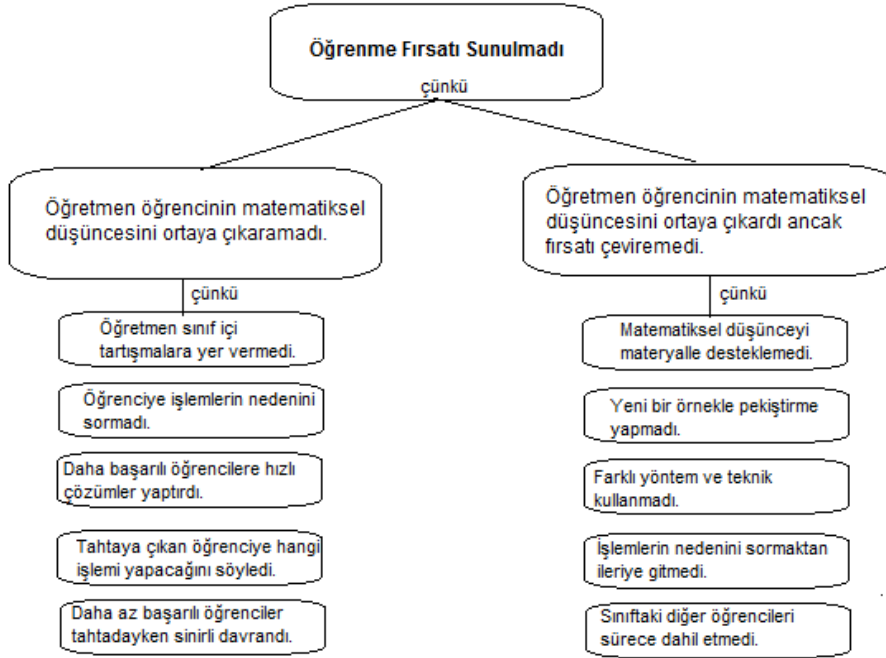 Öğrenme Fırsatı Sunulmadı
çünkü
Öğretmen öğrencinin matematiksel
düşüncesini ortaya çıkaramadı.
çünkü
Öğretmen sınıf içi
tartışmalara yer vermedi.
Öğrenciye işlemlerin nedenini
sormadı.
Daha başarılı öğrencilere hızlı
çözümler yaptırdı.
Tahtaya çıkan öğrenciye hangi
işlemi yapacağını söyledi.
Daha az başarılı öğrenciler
tahtadayken sinirli davrandı.
Öğretmen öğrencinin matematiksel
düşüncesini ortaya çıkardı ancak
fırsatı çeviremedi.
çünkü
Matematiksel düşünceyi
materyalle desteklemedi.
Yeni bir örnekle pekiştirme
yapmadı.
Farklı yöntem ve teknik
kullanmadı.
İşlemlerin nedenini sormaktan
ileriye gitmedi.
Sınıftaki diğer öğrencileri
sürece dahil etmedi.